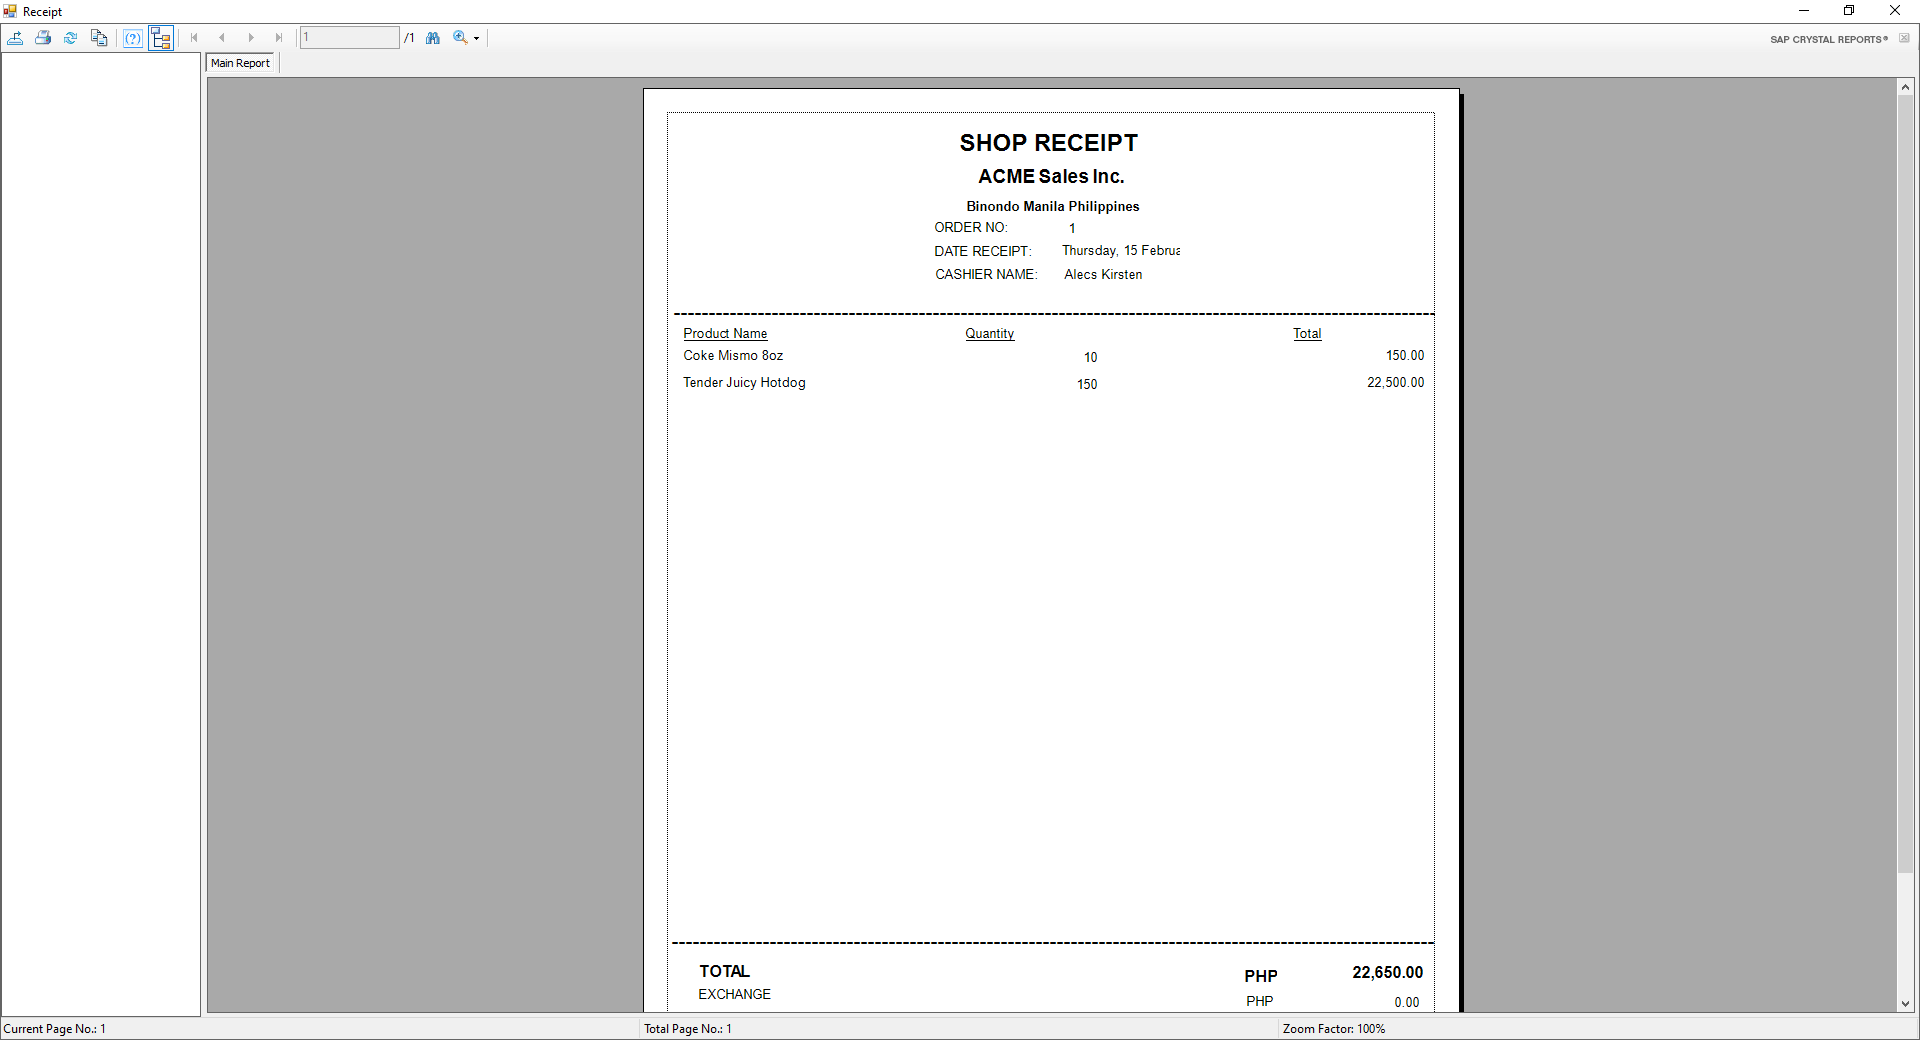 Receipt
1 /1
SAP CRYSTAL REPORTS®
Main Report
SHOP RECEIPT
ACME Sales Inc.
Binondo Manila Philippines
ORDER NO: 1
DATE RECEIPT: Thursday, 15 Februa
CASHIER NAME: Alecs Kirsten
Product Name Quantity Total
Coke Mismo 8oz 10 150.00
Tender Juicy Hotdog 150 22,500.00
TOTAL PHP 22,650.00
EXCHANGE PHP 0.00
Current Page No.: 1 Total Page No.: 1 Zoom Factor: 100%